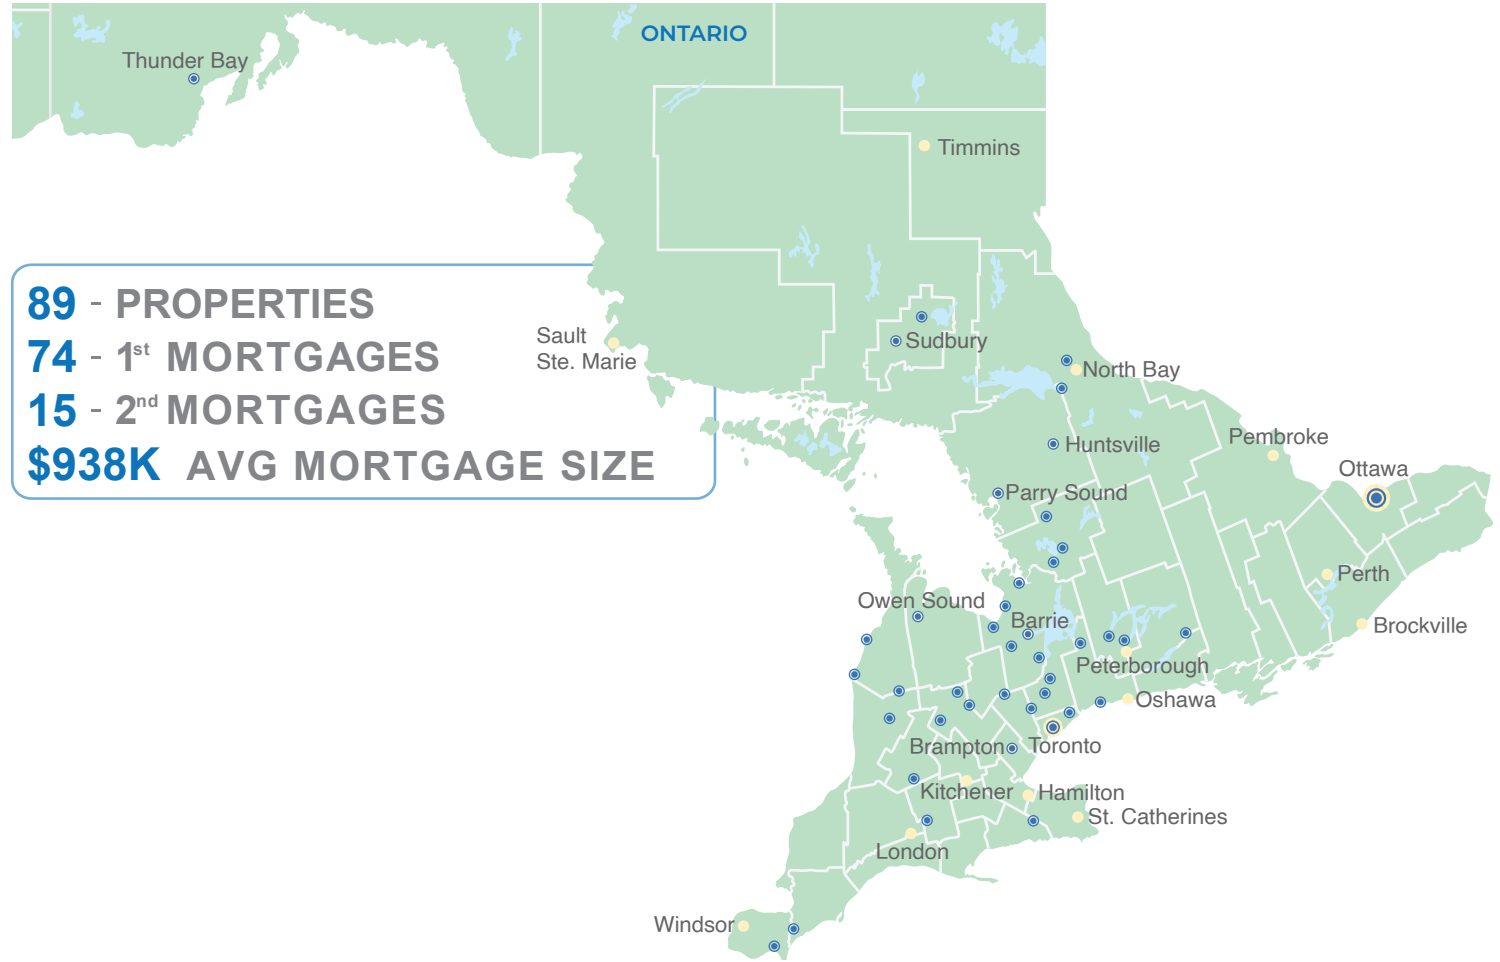 ONTARIO
Thunder Bay
Timmins
89 - PROPERTIES
74 - 1st MORTGAGES
15 - 2nd MORTGAGES
$938K AVG MORTGAGE SIZE
Sault
Ste. Marie
Sudbury
North Bay
Huntsville
Pembroke
Ottawa
Parry Sound
Perth
Owen Sound
Barrie
Brockville
Peterborough
Oshawa
Brampton
Toronto
Kitchener
Hamilton
St. Catherines
London
Windsor